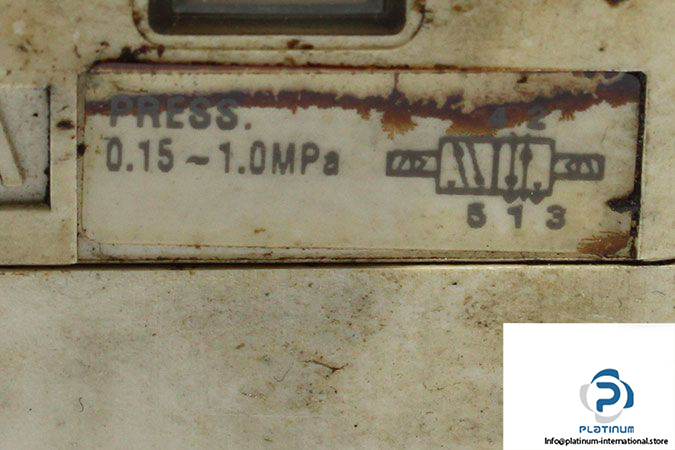 PRESS.
0.15~1.0MPa
4 2
5 1 3
PLATINUM
Info@platinum-international.store